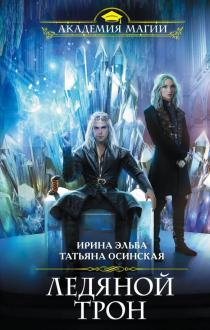 АКАДЕМИЯ МАГИИ
ИРИНА ЭЛЬБА
ТАТЬЯНА ОСИНСКАЯ
ЛЕДЯНОЙ
ТРОН